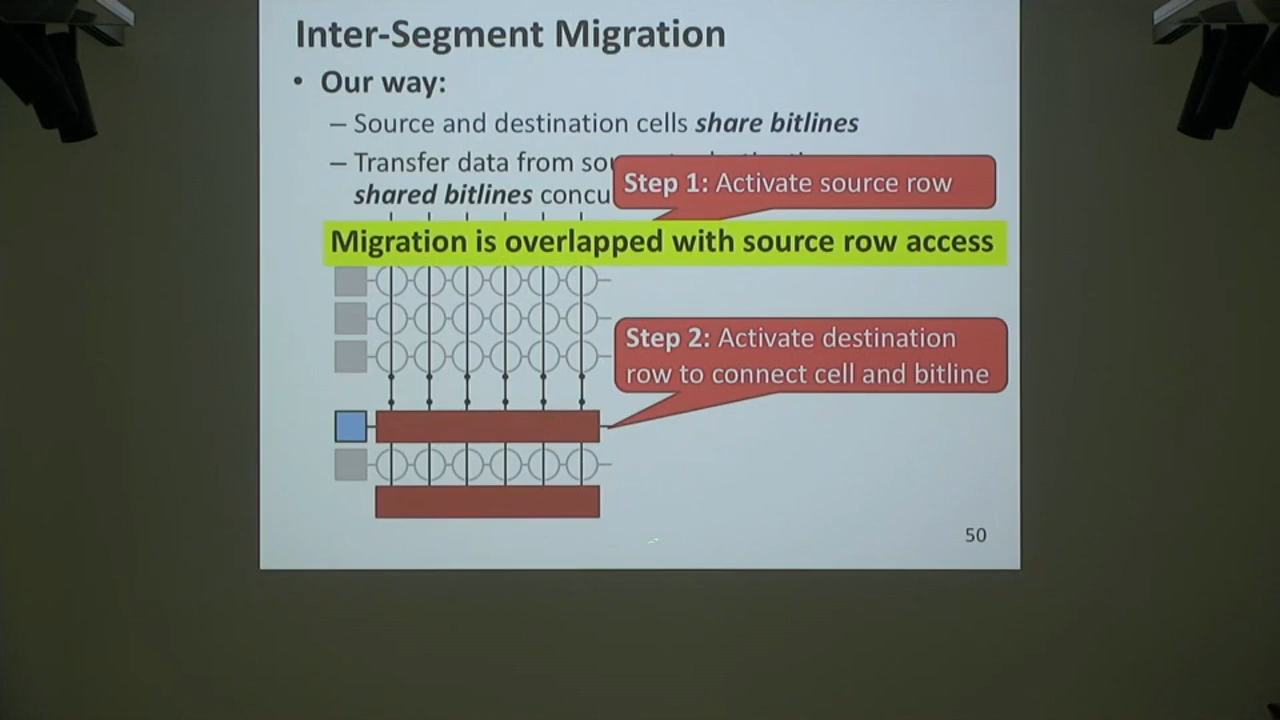 Inter-Segment Migration
• Our way:
– Source and destination cells share bitlines
– Transfer data from
shared bitlines
Step 1: Activate source row
Migration is overlapped with source row access
Step 2: Activate destination
row to connect cell and bitline
50